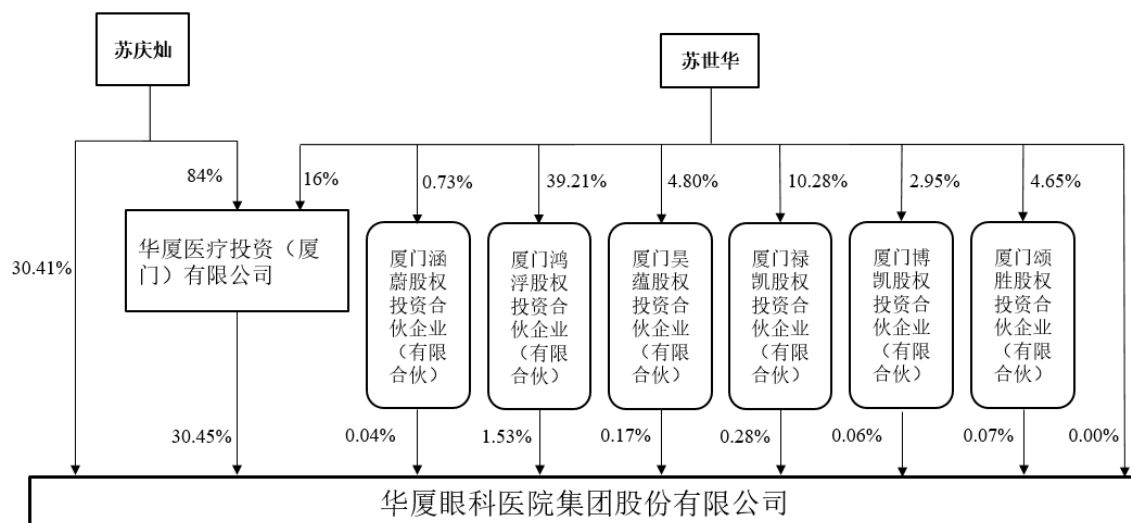 苏庆灿
苏世华
84%
16%
0.73%
39.21%
4.80%
10.28%
2.95%
4.65%
30.41%
华厦医疗投资（厦
门）有限公司
厦门涵
蔚股权
投资合
伙企业
（有限
合伙）
厦门鸿
浮股权
投资合
伙企业
（有限
合伙）
厦门昊
蕴股权
投资合
伙企业
（有限
合伙）
厦门禄
凯股权
投资合
伙企业
（有限
合伙）
厦门博
凯股权
投资合
伙企业
（有限
合伙）
厦门颂
胜股权
投资合
伙企业
（有限
合伙）
30.45%
0.04%
1.53%
0.17%
0.28%
0.06%
0.07%
0.00%
华厦眼科医院集团股份有限公司